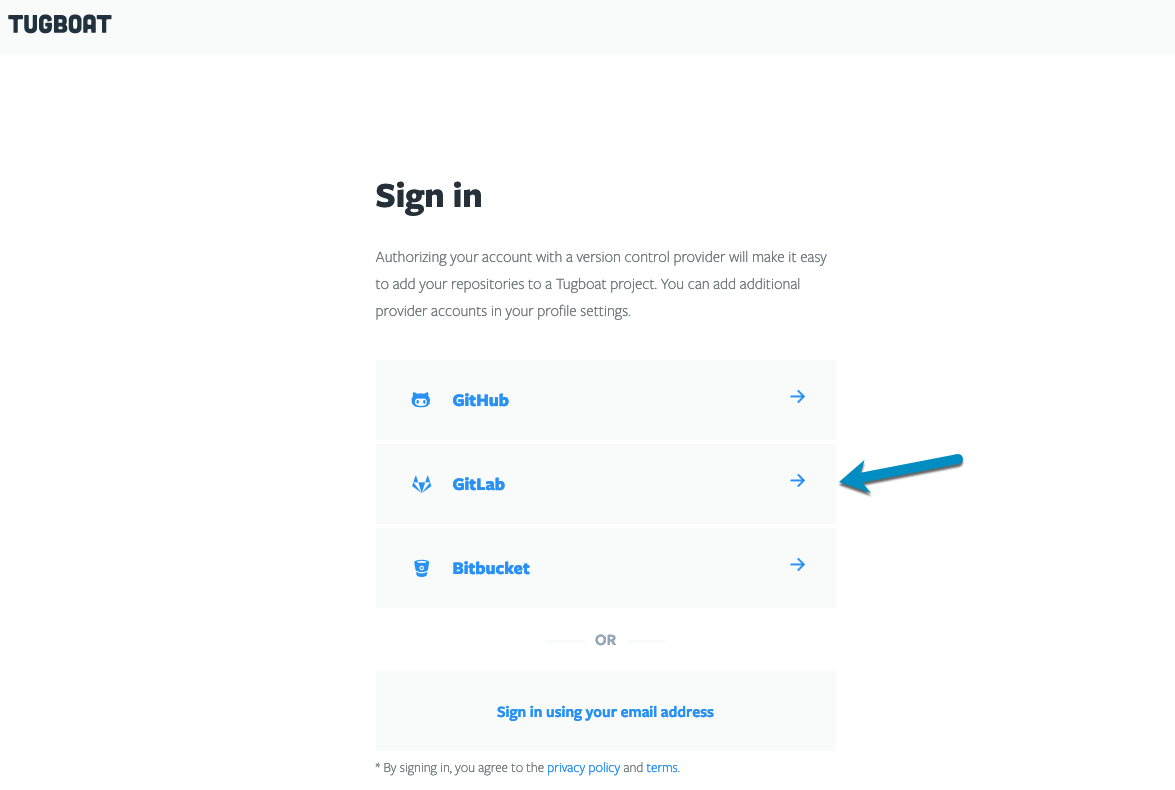 TUGBOAT
Sign in
Authorizing your account with a version control provider will make it easy
to add your repositories to a Tugboat project. You can add additional
provider accounts in your profile settings.
GitHub
GitLab
Bitbucket
OR
Sign in using your email address
* By signing in, you agree to the privacy policy and terms.